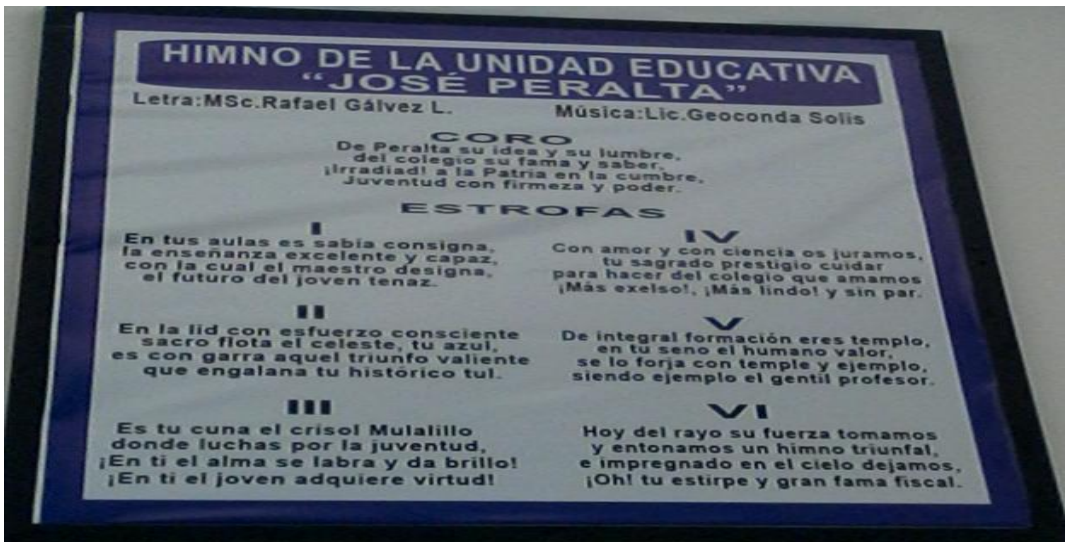 HIMNO DE LA UNIDAD EDUCATIVA
“JOSÉ PERALTA”
Letra:MSc.Rafael Gálvez L.
Música:Lic.Geoconda Solis
CORO
De Peralta su idea y su lumbre,
del colegio su fama y saber,
¡Irradiad! a la Patria en la cumbre,
Juventud con firmeza y poder.
ESTROFAS
I
En tus aulas es sabia consigna,
la enseñanza excelente y capaz,
con la cual el maestro designa,
el futuro del joven tenaz.
II
En la lid con esfuerzo consciente
sacro flota el celeste, tu azul,
es con garra aquel triunfo valiente
que engalana tu histórico tul.
III
Es tu cuna el crisol Mulalillo
donde luchas por la juventud,
¡En ti el alma se labra y da brillo!
¡En ti el joven adquiere virtud!
IV
Con amor y con ciencia os juramos,
tu sagrado prestigio cuidar
para hacer del colegio que amamos
¡Más exelso!, ¡Más lindo! y sin par.
V
De integral formación eres templo,
en tu seno el humano valor,
se lo forja con temple y ejemplo,
siendo ejemplo el gentil profesor.
VI
Hoy del rayo su fuerza tomamos
y entonamos un himno triunfal,
e impregnado en el cielo dejamos,
¡Oh! tu estirpe y gran fama fiscal.